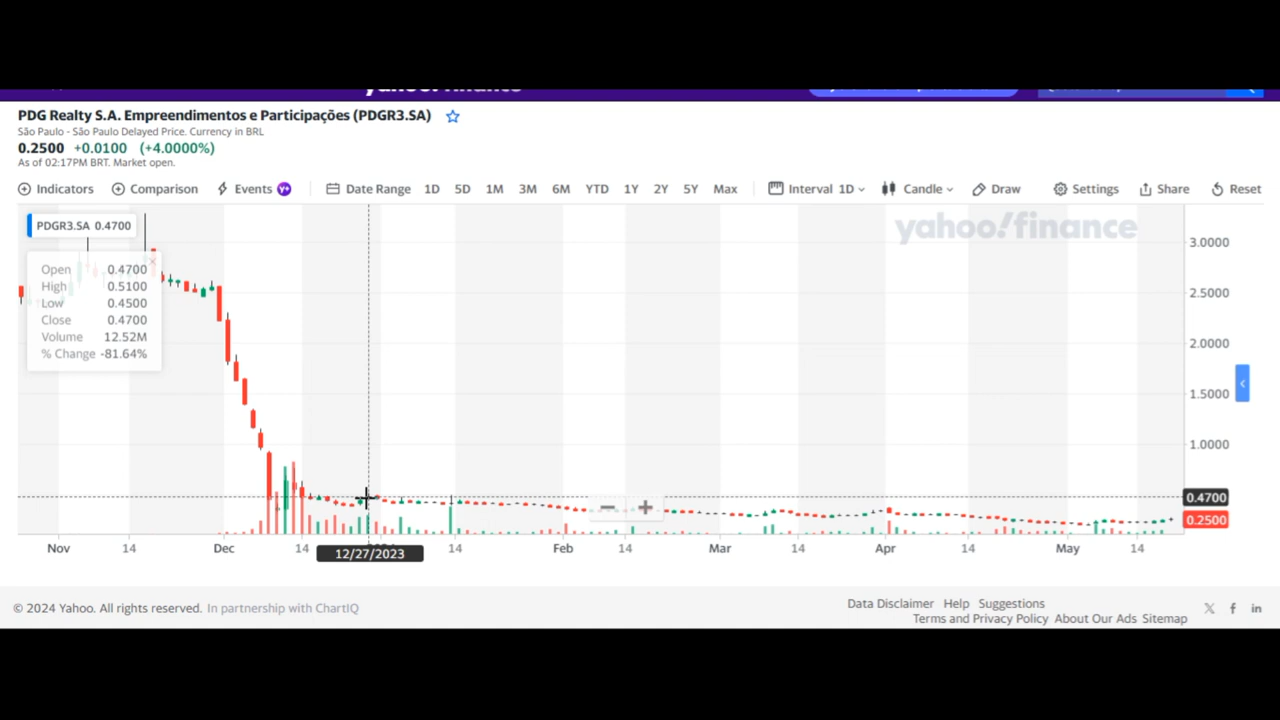 yahoo!finance
PDG Realty S.A. Empreendimentos e Participações (PDGR3.SA)
São Paulo - São Paulo Delayed Price. Currency in BRL
0.2500 +0.0100 (+4.0000%)
As of 02:17PM BRT. Market open.
Indicators Comparison Events Y+ Date Range 1D 5D 1M 3M 6M YTD 1Y 2Y 5Y Max Interval 1D Candle Draw Settings Share Reset
PDGR3.SA 0.4700
yahoo!finance
Open 0.4700
High 0.5100
Low 0.4500
Close 0.4700
Volume 12.52M
% Change -81.64%
3.0000
2.5000
2.0000
1.5000
1.0000
0.4700
0.2500
Nov 14 Dec 14 14 Feb 14 Mar 14 Apr 14 May 14
12/27/2023
© 2024 Yahoo. All rights reserved. In partnership with ChartIQ
Data Disclaimer Help Suggestions
Terms and Privacy Policy About Our Ads Sitemap